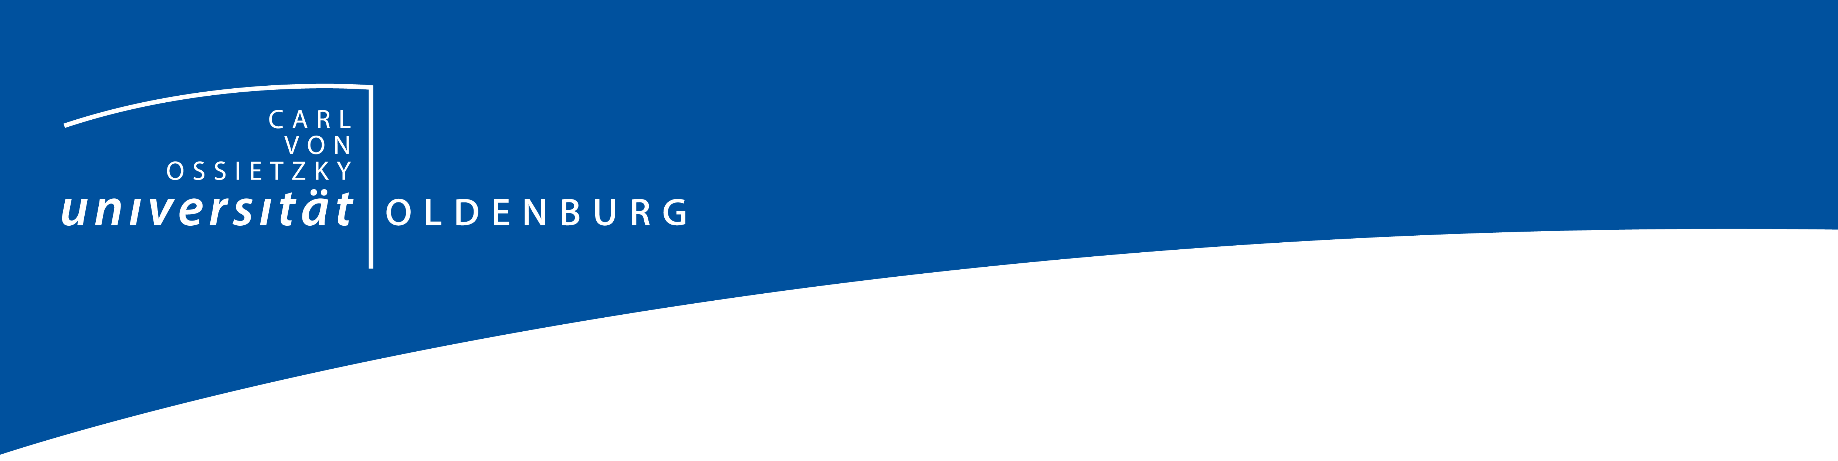 CARL
VON
OSSIETZKY
universität OLDENBURG